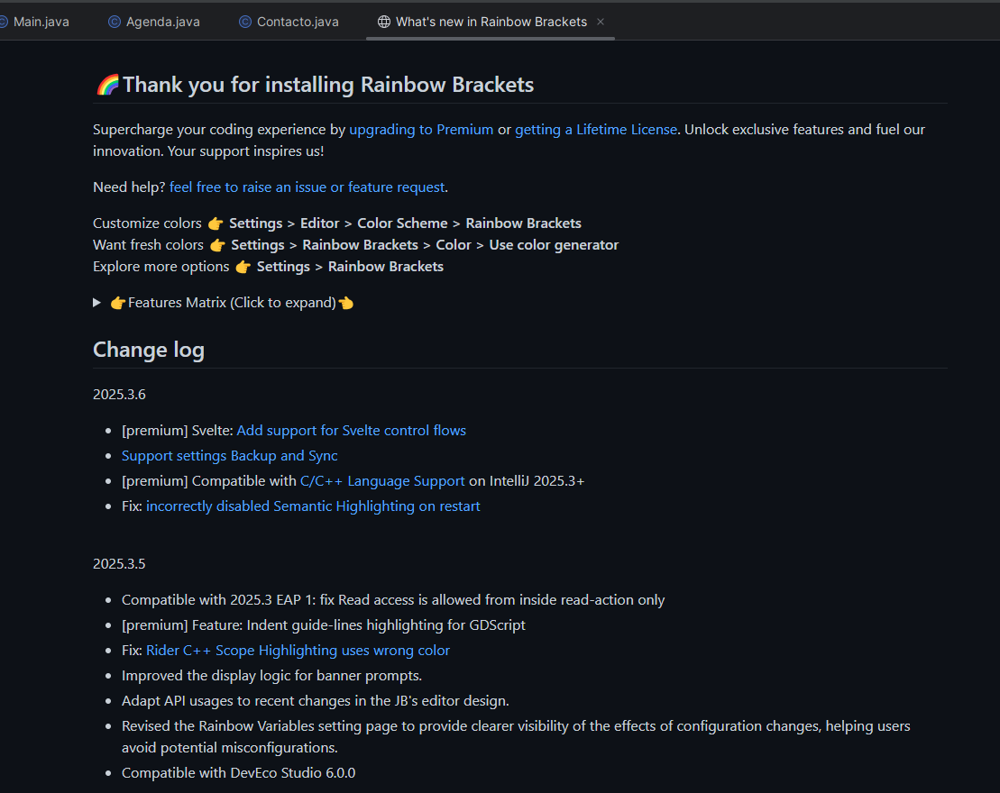 Main.java Agenda.java Contacto.java What's new in Rainbow Brackets
🌈Thank you for installing Rainbow Brackets
Supercharge your coding experience by upgrading to Premium or getting a Lifetime License. Unlock exclusive features and fuel our
innovation. Your support inspires us!
Need help? feel free to raise an issue or feature request.
Customize colors 👉 Settings > Editor > Color Scheme > Rainbow Brackets
Want fresh colors 👉 Settings > Rainbow Brackets > Color > Use color generator
Explore more options 👉 Settings > Rainbow Brackets
▶ 👉Features Matrix (Click to expand)👈
Change log
2025.3.6
• [premium] Svelte: Add support for Svelte control flows
• Support settings Backup and Sync
• [premium] Compatible with C/C++ Language Support on IntelliJ 2025.3+
• Fix: incorrectly disabled Semantic Highlighting on restart
2025.3.5
• Compatible with 2025.3 EAP 1: fix Read access is allowed from inside read-action only
• [premium] Feature: Indent guide-lines highlighting for GDScript
• Fix: Rider C++ Scope Highlighting uses wrong color
• Improved the display logic for banner prompts.
• Adapt API usages to recent changes in the JB's editor design.
• Revised the Rainbow Variables setting page to provide clearer visibility of the effects of configuration changes, helping users
avoid potential misconfigurations.
• Compatible with DevEco Studio 6.0.0